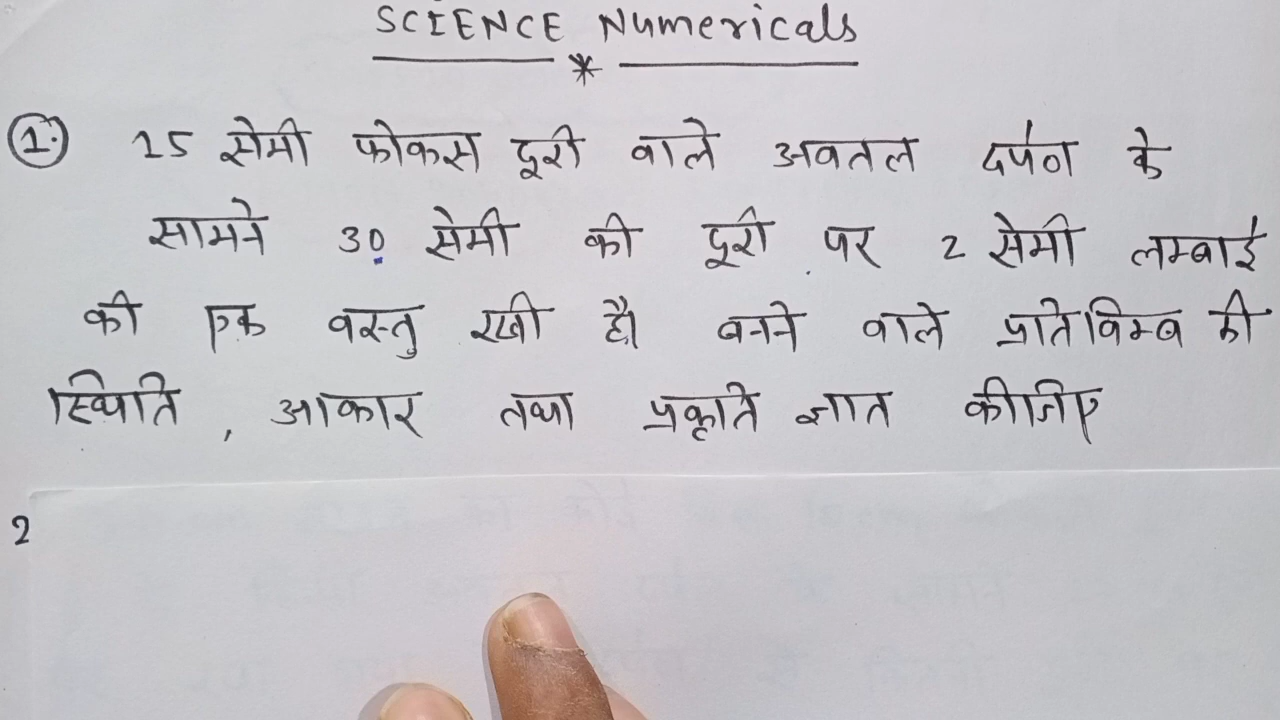 SCIENCE Numericals
*
1. 15 सेमी फोकस दूरी वाले अवतल दर्पण के
सामने 30 सेमी की दूरी पर 2 सेमी लम्बाई
की एक वस्तु रखी है। बनने वाले प्रतिबिम्ब की
स्थिति, आकार तथा प्रकृति ज्ञात कीजिए
2